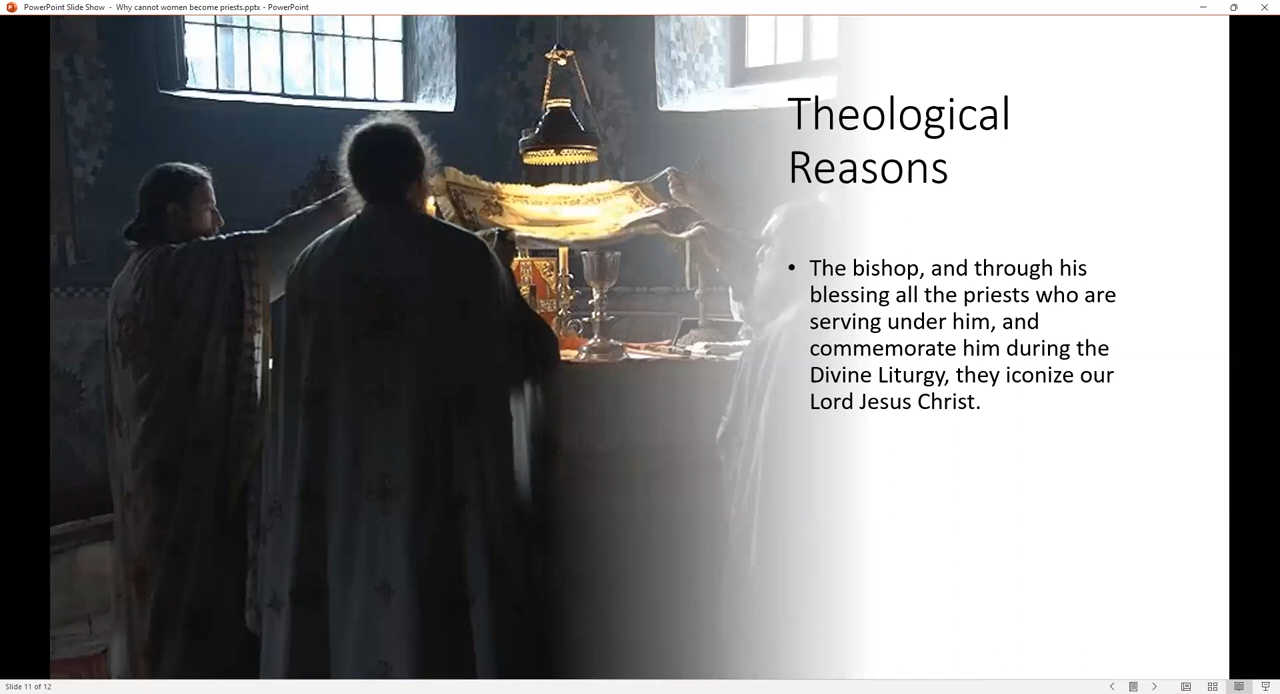 PowerPoint Slide Show - Why cannot women become priests.pptx - PowerPoint
Theological
Reasons
• The bishop, and through his
blessing all the priests who are
serving under him, and
commemorate him during the
Divine Liturgy, they iconize our
Lord Jesus Christ.
Slide 11 of 12